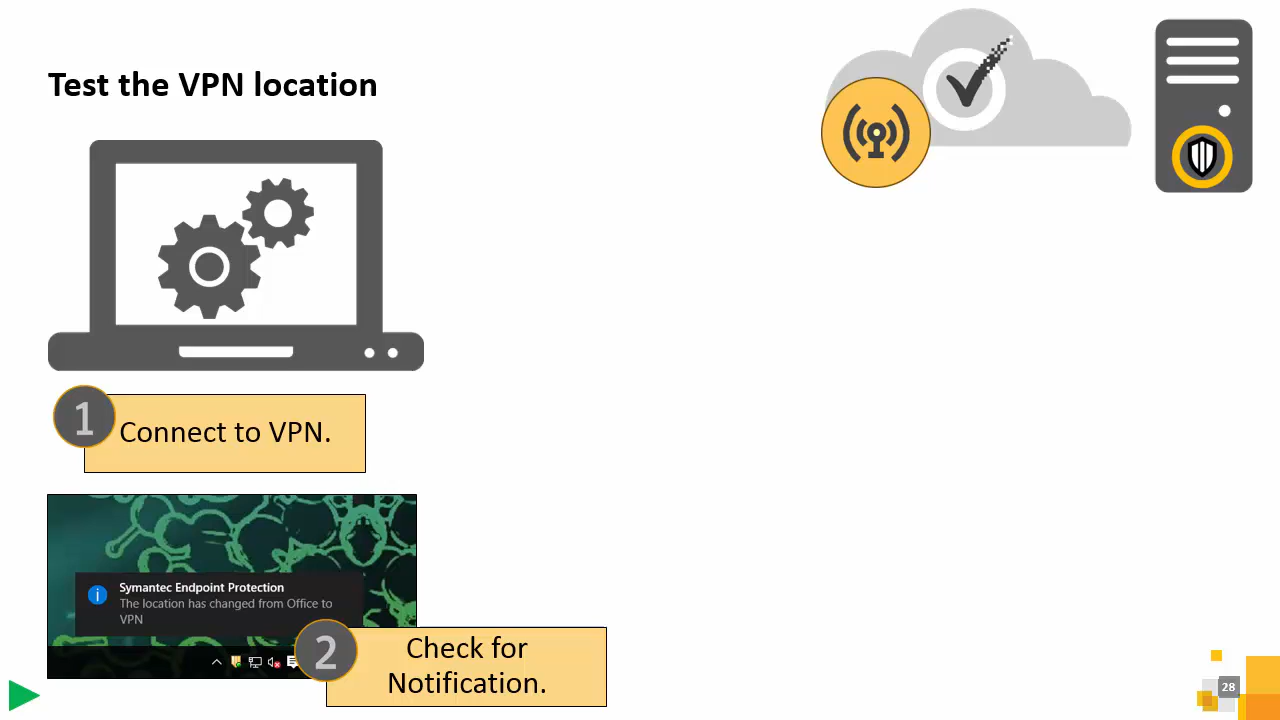 Test the VPN location
1
Connect to VPN.
Symantec Endpoint Protection
The location has changed from Office to
VPN
2
Check for
Notification.
28